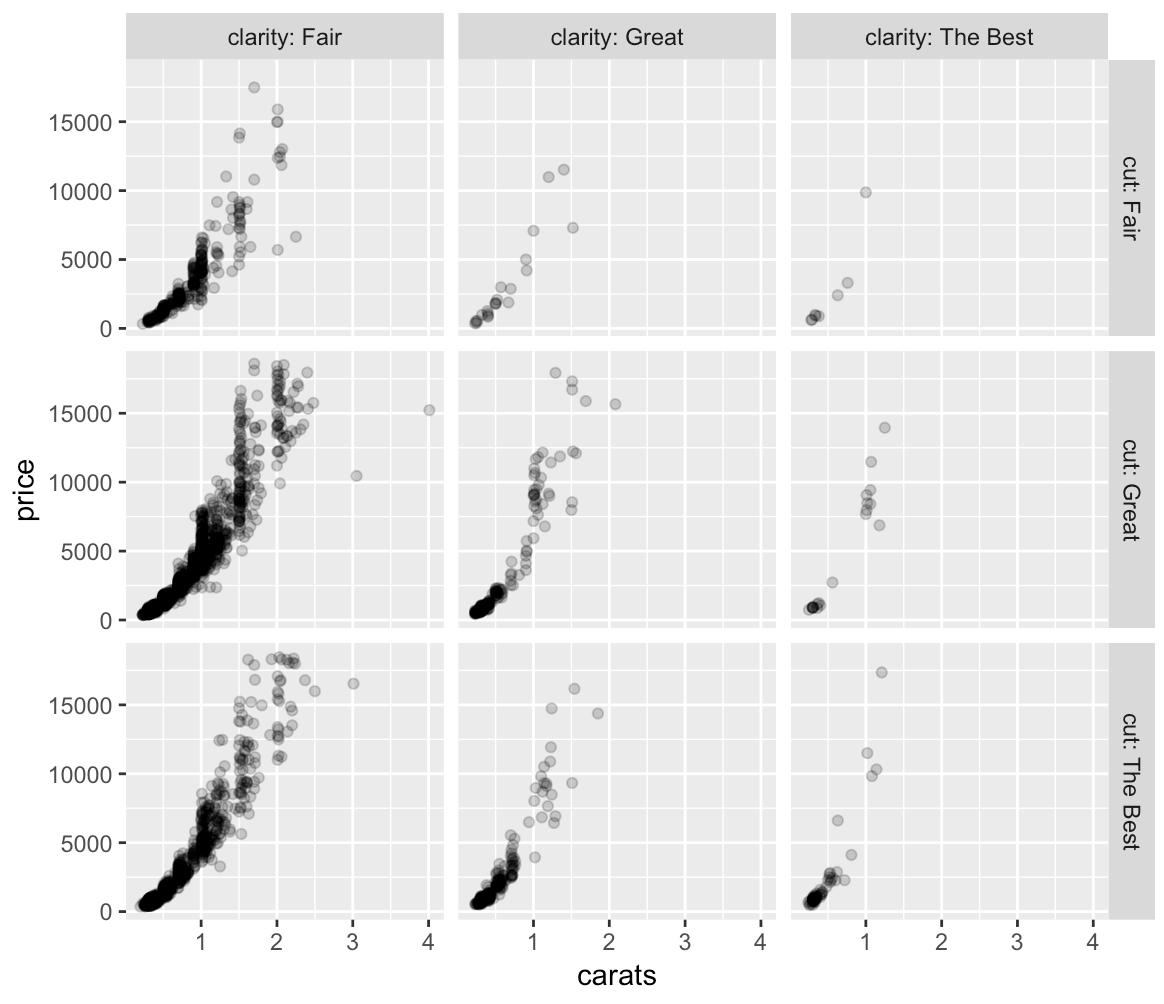 clarity: Fair
clarity: Great
clarity: The Best
15000
10000
5000
0
cut: Fair
price
15000
10000
5000
0
cut: Great
15000
10000
5000
0
cut: The Best
1 2 3 4
1 2 3 4
1 2 3 4
carats